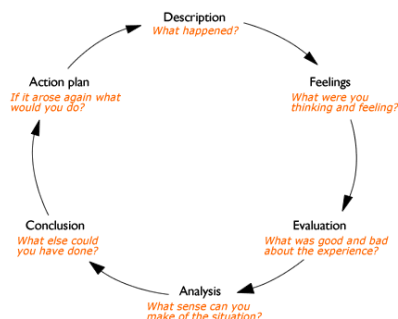 Description
What happened?
Feelings
What were you
thinking and feeling?
Evaluation
What was good and bad
about the experience?
Analysis
What sense can you
make of the situation?
Conclusion
What else could
you have done?
Action plan
If it arose again what
would you do?